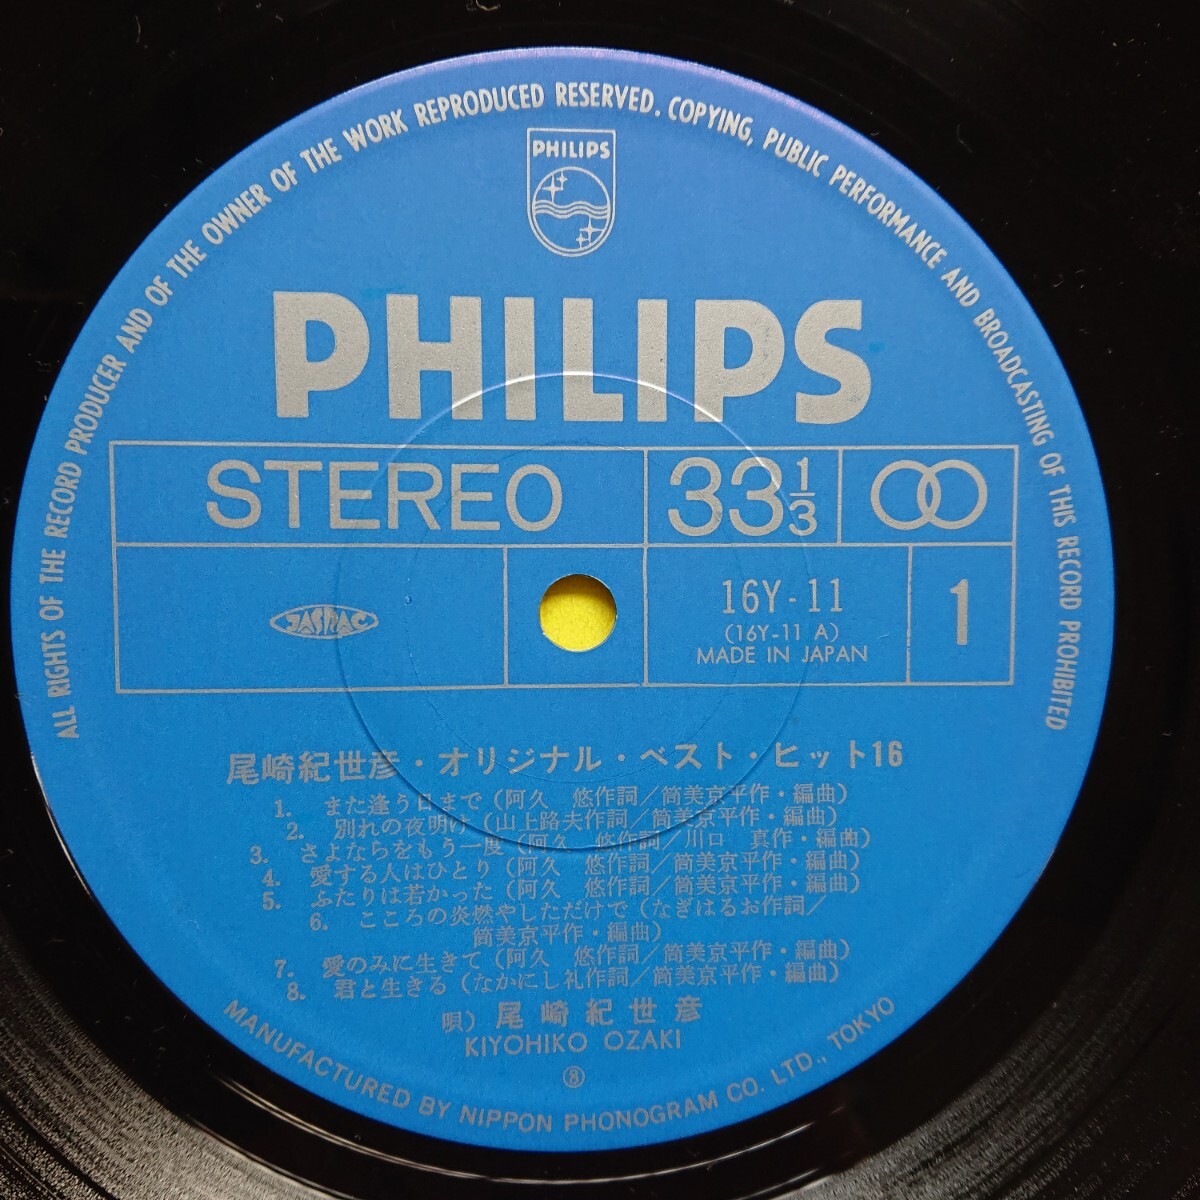 ALL RIGHTS OF THE RECORD PRODUCER AND OF THE OWNER OF THE WORK REPRODUCED RESERVED. COPYING, PUBLIC PERFORMANCE AND BROADCASTING OF THIS RECORD PROHIBITED
PHILIPS
PHILIPS
STEREO
33 1/3
JASRAC
16Y-11
(16Y-11 A)
MADE IN JAPAN
1
尾崎紀世彦・オリジナル・ベスト・ヒット16
1. また逢う日まで(阿久 悠作詞/筒美京平作・編曲)
2. 別れの夜明け(山上路夫作詞/筒美京平作・編曲)
3. さよならをもう一度(阿久 悠作詞/川口 真作・編曲)
4. 愛する人はひとり(阿久 悠作詞/筒美京平作・編曲)
5. ふたりは若かった(阿久 悠作詞/筒美京平作・編曲)
6. こころの炎燃やしただけで(なぎはるお作詞/
筒美京平作・編曲)
7. 愛のみに生きて(阿久 悠作詞/筒美京平作・編曲)
8. 君と生きる(なかにし礼作詞/筒美京平作・編曲)
唄) 尾崎紀世彦
KIYOHIKO OZAKI
⑧
MANUFACTURED BY NIPPON PHONOGRAM CO. LTD., TOKYO